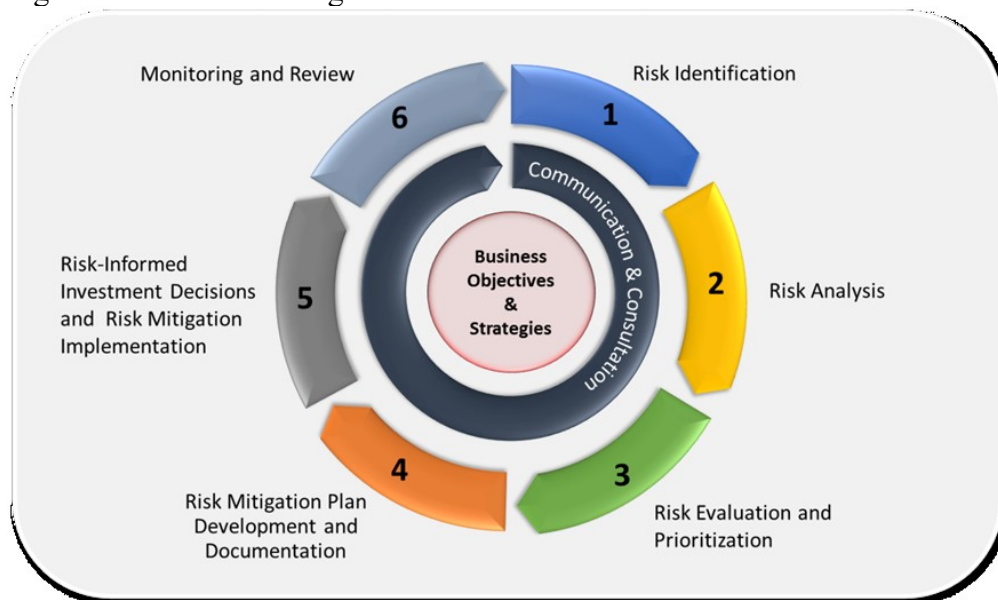 Monitoring and Review
Risk Identification
6
1
Communication & Consultation
Business
Objectives
&
Strategies
2
Risk Analysis
Risk-Informed
Investment Decisions
and Risk Mitigation
Implementation
5
4
3
Risk Mitigation Plan
Development and
Documentation
Risk Evaluation and
Prioritization